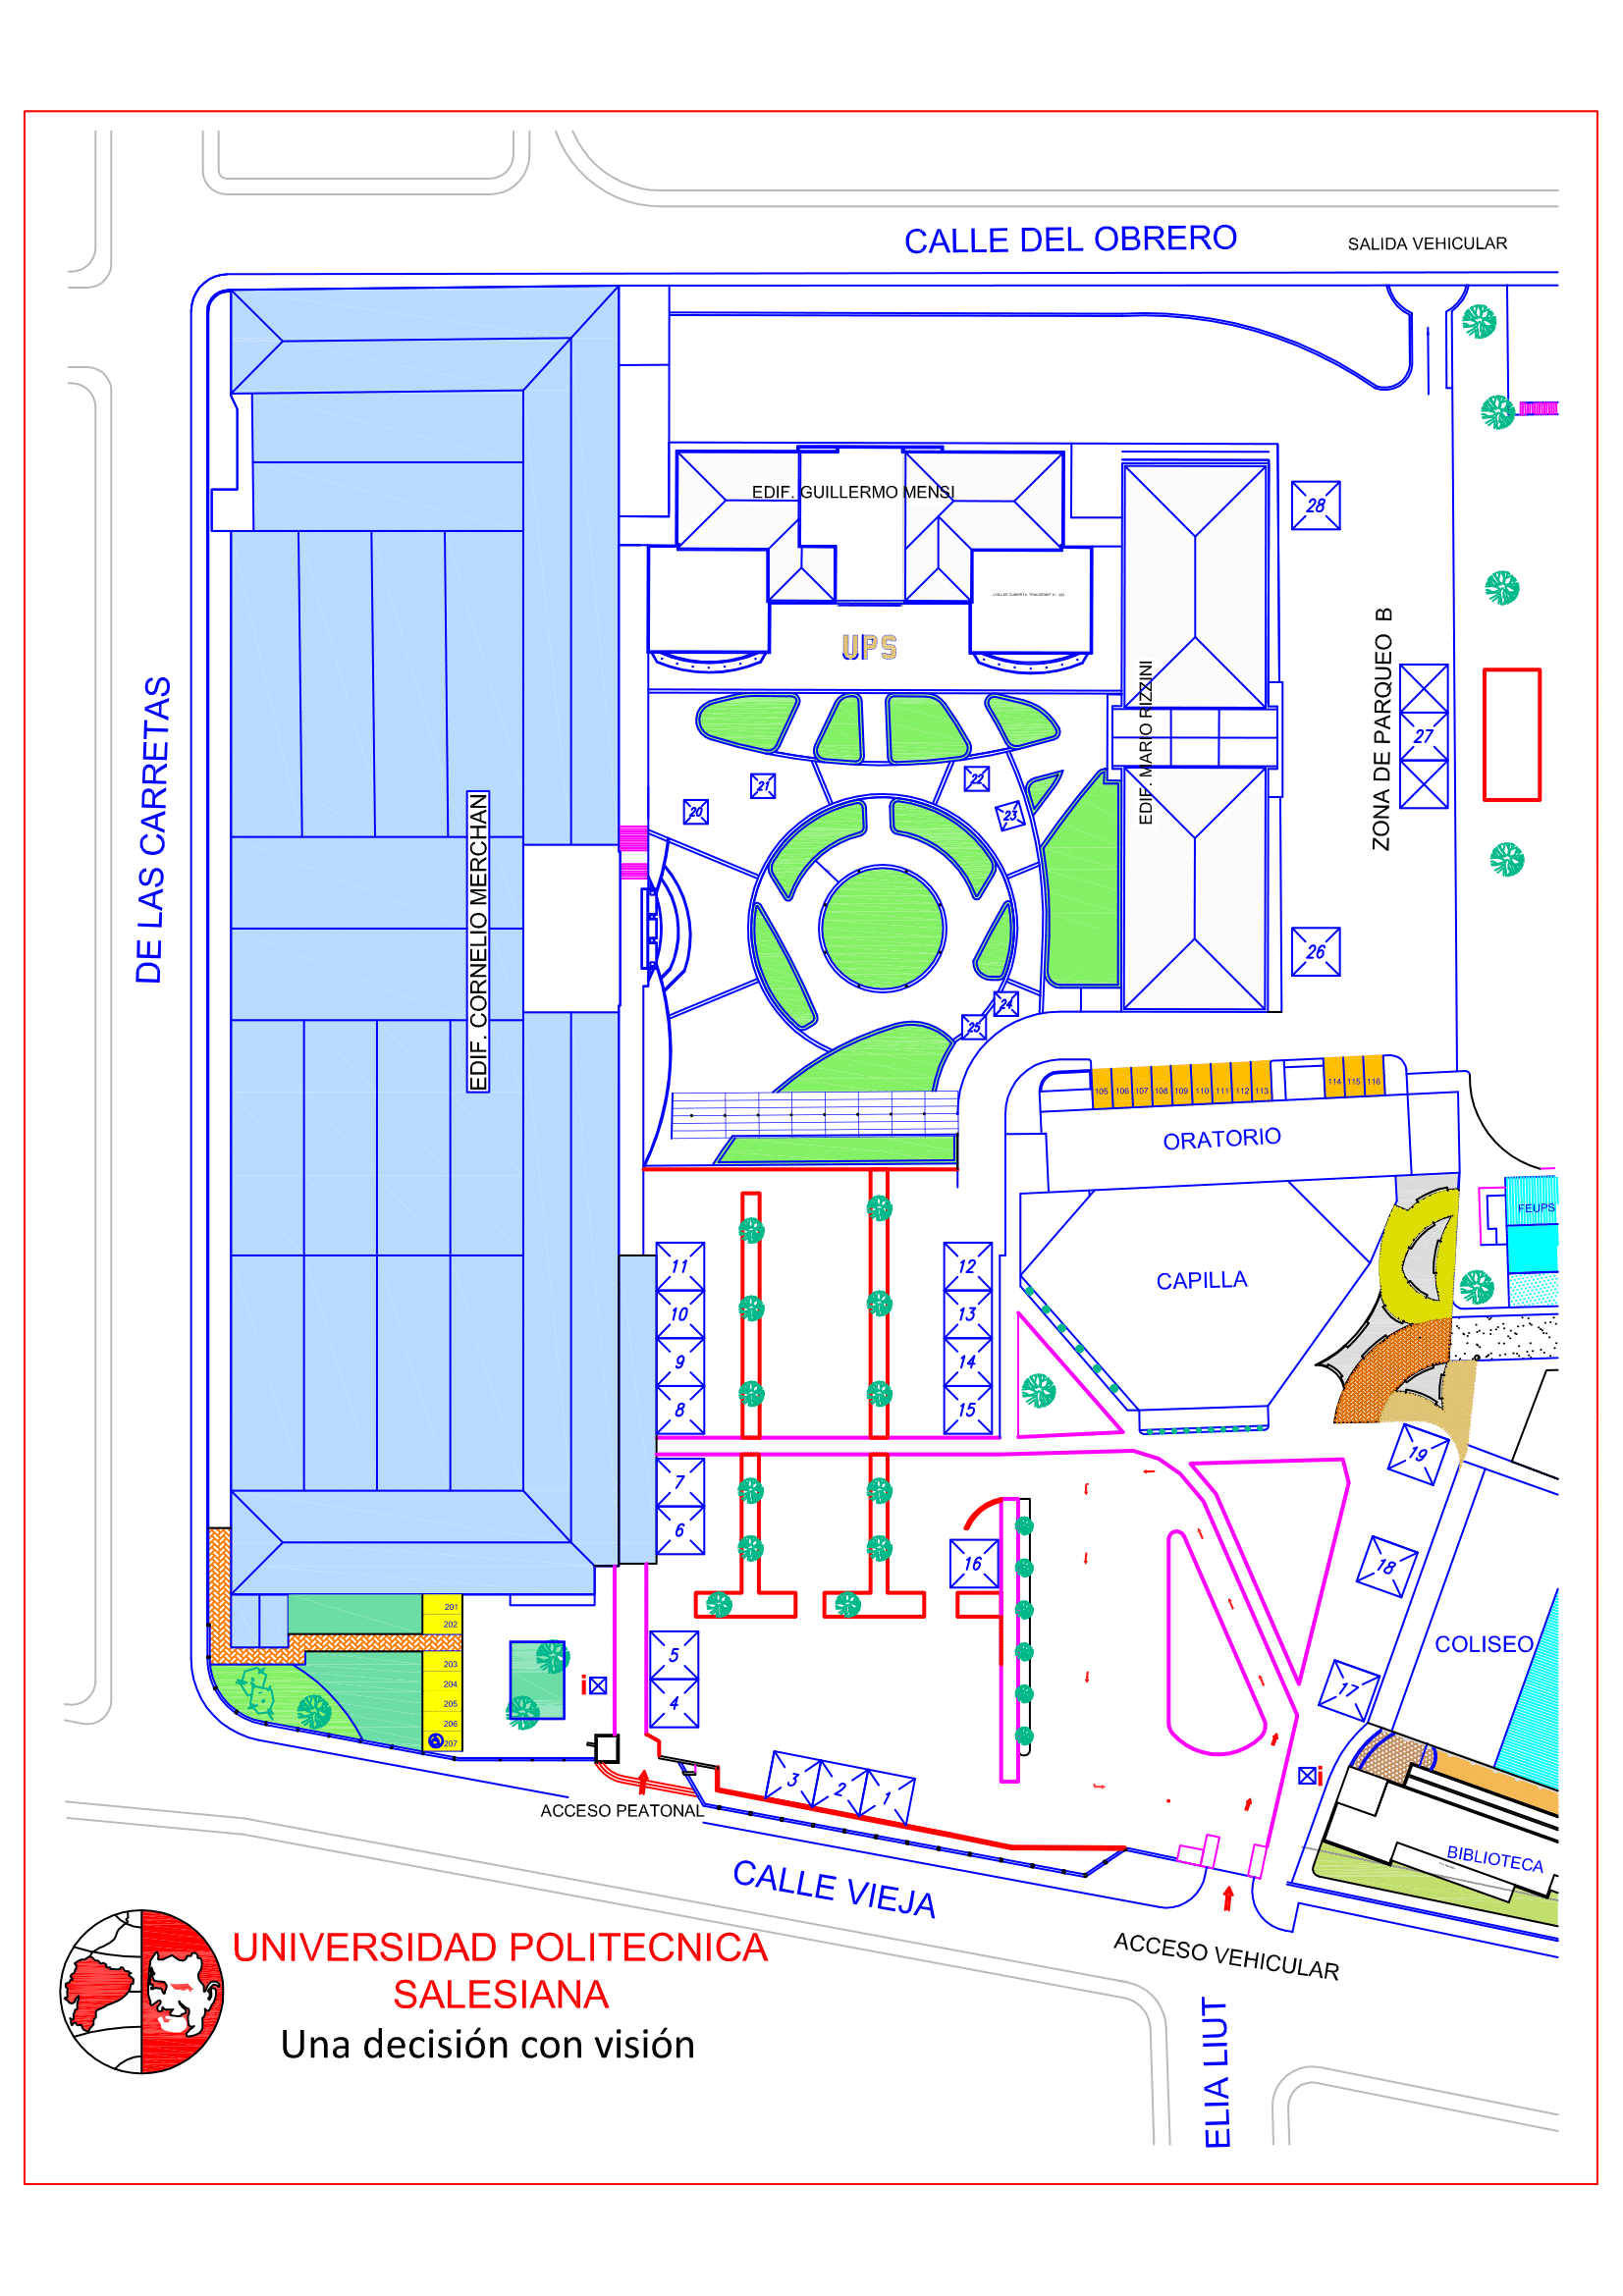 CALLE DEL OBRERO
SALIDA VEHICULAR
EDIF. GUILLERMO MENSI
28
UPS
DE LAS CARRETAS
EDIF. CORNELIO MERCHAN
EDIF. MARIO RIZZINI
ZONA DE PARQUEO B
27
20
21
22
23
26
24
25
105
106
107
108
109
110
111
112
113
114
115
116
ORATORIO
FEUPS
CAPILLA
11
10
9
8
12
13
14
15
7
6
16
19
18
17
COLISEO
201
202
203
204
205
206
207
i
5
4
3
2
1
i
ACCESO PEATONAL
BIBLIOTECA
CALLE VIEJA
ACCESO VEHICULAR
ELIA LIUT
UNIVERSIDAD POLITECNICA
SALESIANA
Una decisión con visión